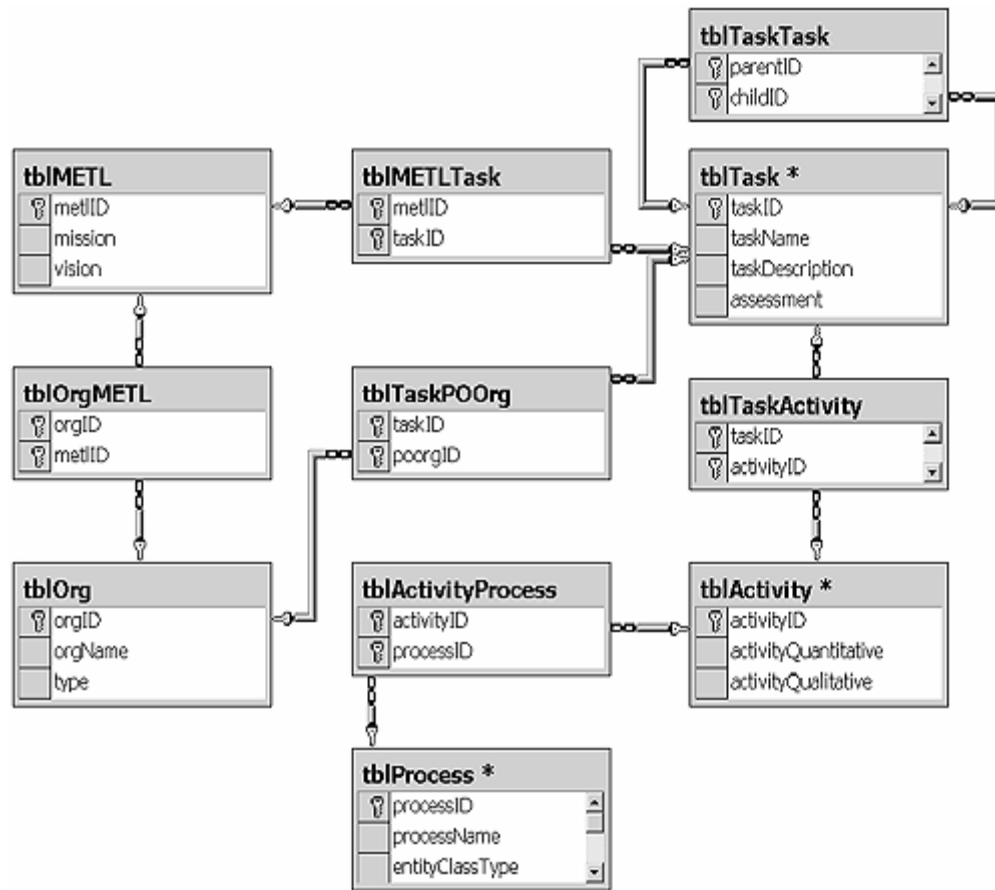 tblTaskTask
parentID
childID
tblMETL
metlID
mission
vision
tblMETLTask
metlID
taskID
tblTask *
taskID
taskName
taskDescription
assessment
tblOrgMETL
orgID
metlID
tblTaskPOOrg
taskID
poorgID
tblTaskActivity
taskID
activityID
tblOrg
orgID
orgName
type
tblActivityProcess
activityID
processID
tblActivity *
activityID
activityQuantitative
activityQualitative
tblProcess *
processID
processName
entityClassType